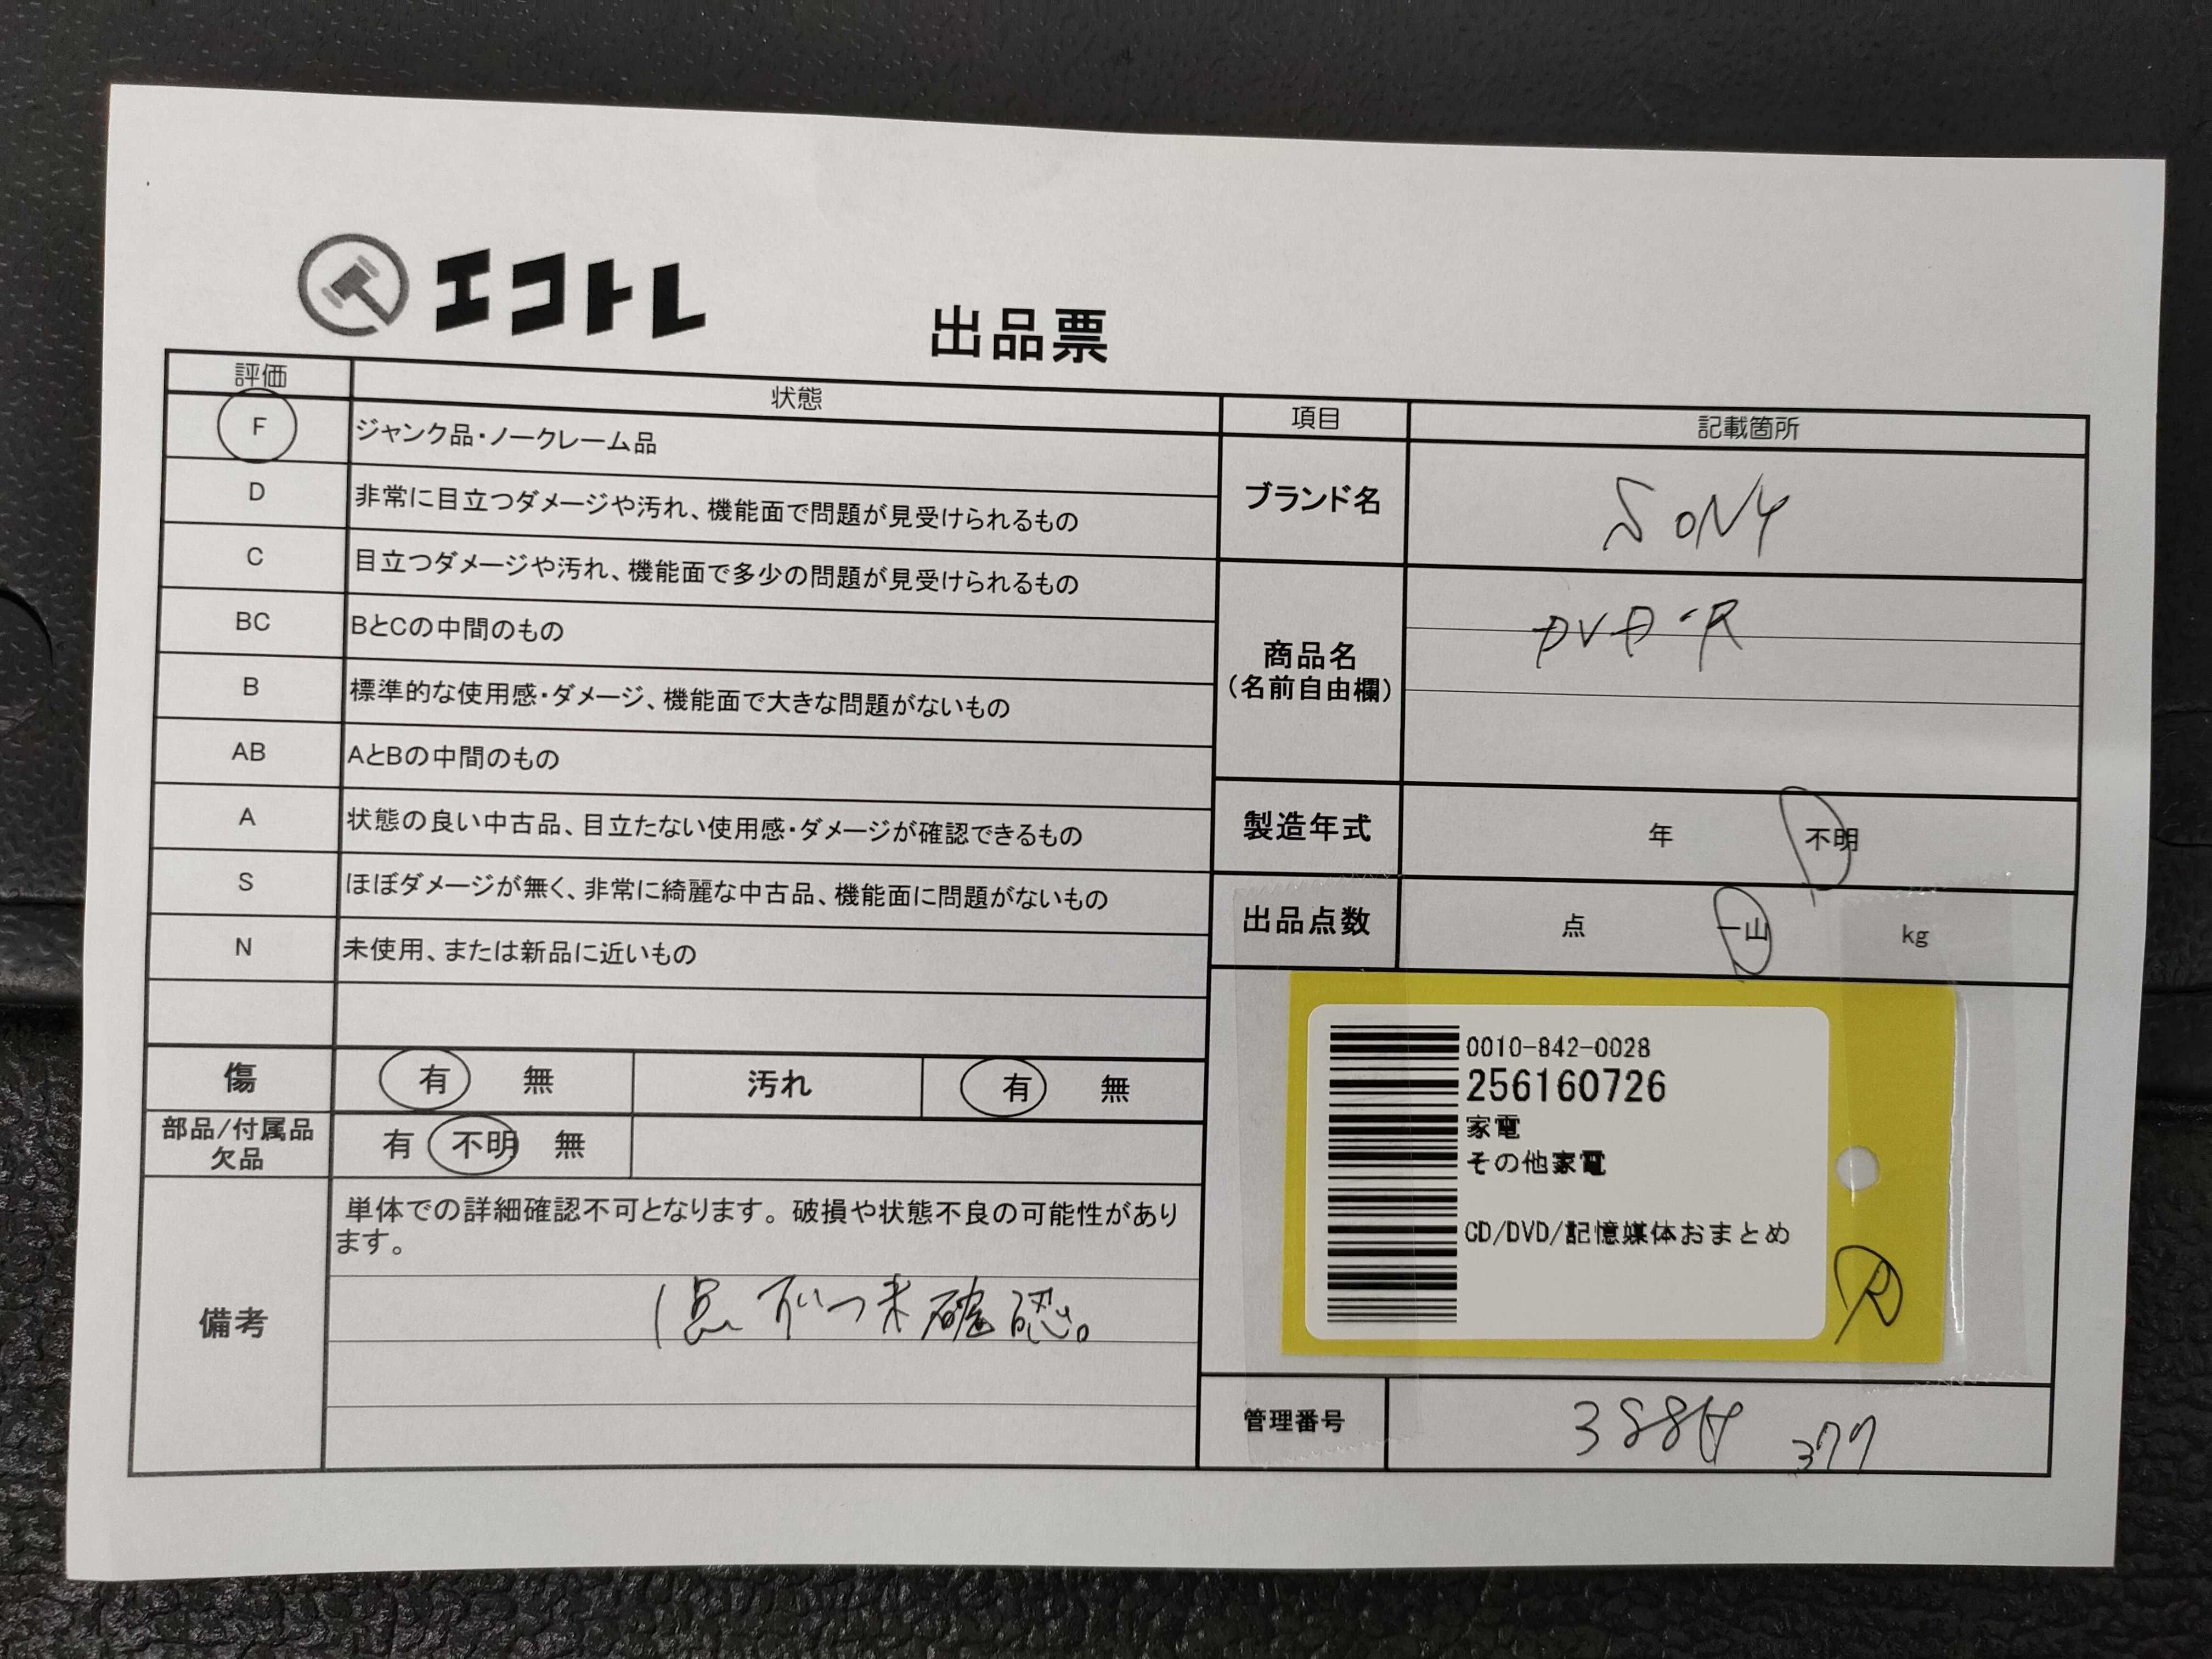 エコトレ
出品票
評価 状態
F ジャンク品・ノークレーム品
D 非常に目立つダメージや汚れ、機能面で問題が見受けられるもの
C 目立つダメージや汚れ、機能面で多少の問題が見受けられるもの
BC BとCの中間のもの
B 標準的な使用感・ダメージ、機能面で大きな問題がないもの
AB AとBの中間のもの
A 状態の良い中古品、目立たない使用感・ダメージが確認できるもの
S ほぼダメージが無く、非常に綺麗な中古品、機能面に問題がないもの
N 未使用、または新品に近いもの
傷 有 無 汚れ 有 無
部品/付属品
欠品
有 不明 無
備考
単体での詳細確認不可となります。破損や状態不良の可能性があり
ます。
1点ずつ未確認。
項目 記載箇所
ブランド名 SONY
商品名
(名前自由欄)
DVD-R
製造年式 年 不明
出品点数 点 一山 kg
0010-842-0028
256160726
家電
その他家電
CD/DVD/記憶媒体おまとめ
R
管理番号 377